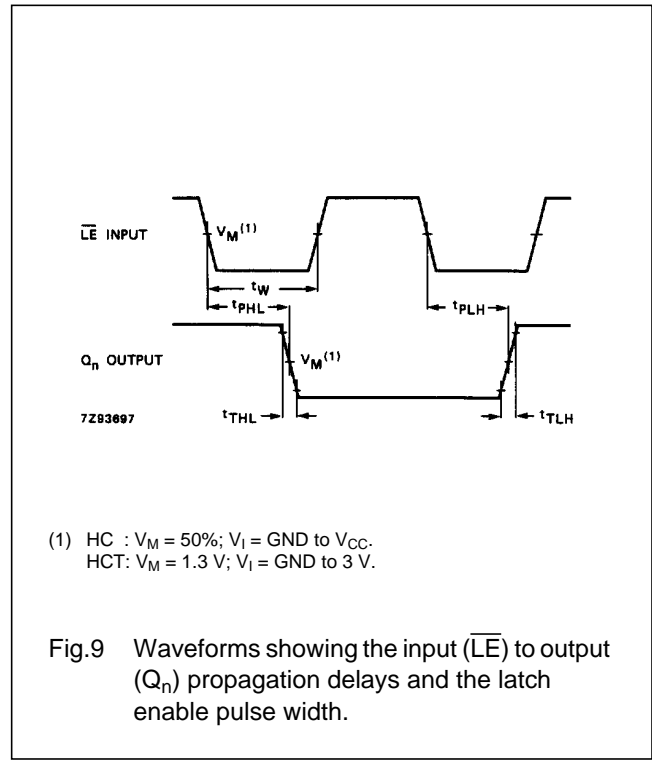 L̅E̅ INPUT
V_M(1)
t_W
t_PHL
t_PLH
Q_n OUTPUT
V_M(1)
7Z93697
t_THL
t_TLH
(1) HC : V_M = 50%; V_I = GND to V_CC.
HCT: V_M = 1.3 V; V_I = GND to 3 V.
Fig.9 Waveforms showing the input (L̅E̅) to output
(Q_n) propagation delays and the latch
enable pulse width.